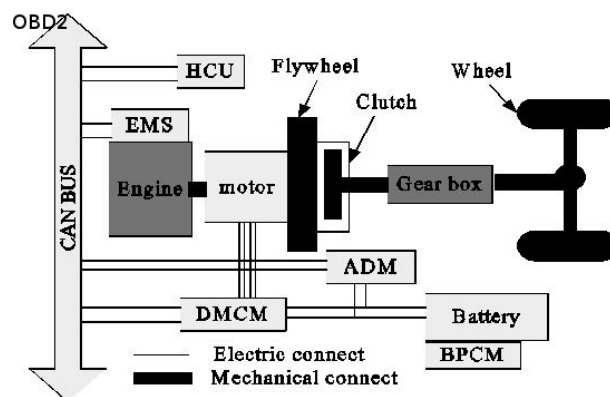 OBD2
HCU
Flywheel
Wheel
EMS
Clutch
Engine
motor
Gear box
CAN BUS
ADM
DMCM
Battery
BPCM
Electric connect
Mechanical connect